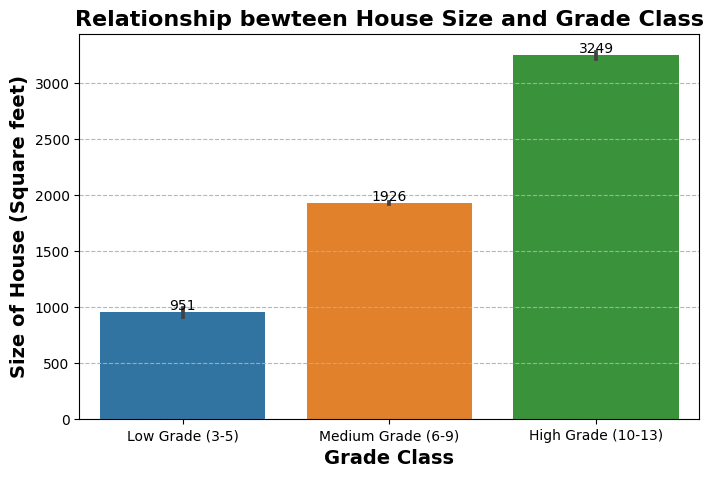 Relationship bewteen House Size and Grade Class
Size of House (Square feet)
3000
2500
2000
1500
1000
500
0
951
1926
3249
Low Grade (3-5)
Medium Grade (6-9)
High Grade (10-13)
Grade Class